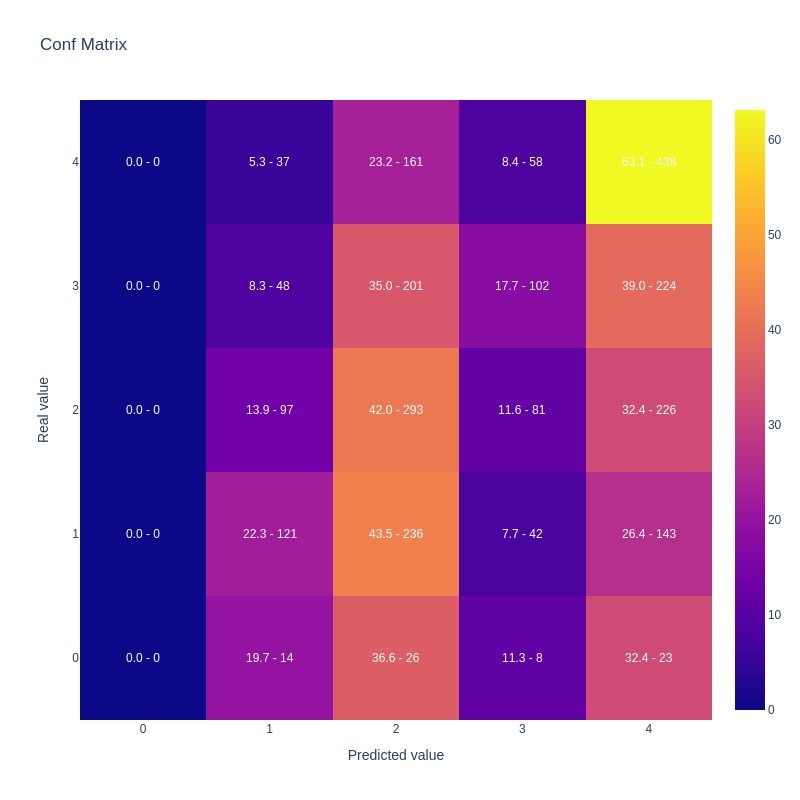 Conf Matrix
4 0.0 - 0 5.3 - 37 23.2 - 161 8.4 - 58 63.1 - 438
3 0.0 - 0 8.3 - 48 35.0 - 201 17.7 - 102 39.0 - 224
2 0.0 - 0 13.9 - 97 42.0 - 293 11.6 - 81 32.4 - 226
1 0.0 - 0 22.3 - 121 43.5 - 236 7.7 - 42 26.4 - 143
0 0.0 - 0 19.7 - 14 36.6 - 26 11.3 - 8 32.4 - 23
0 1 2 3 4
Predicted value
Real value
60
50
40
30
20
10
0